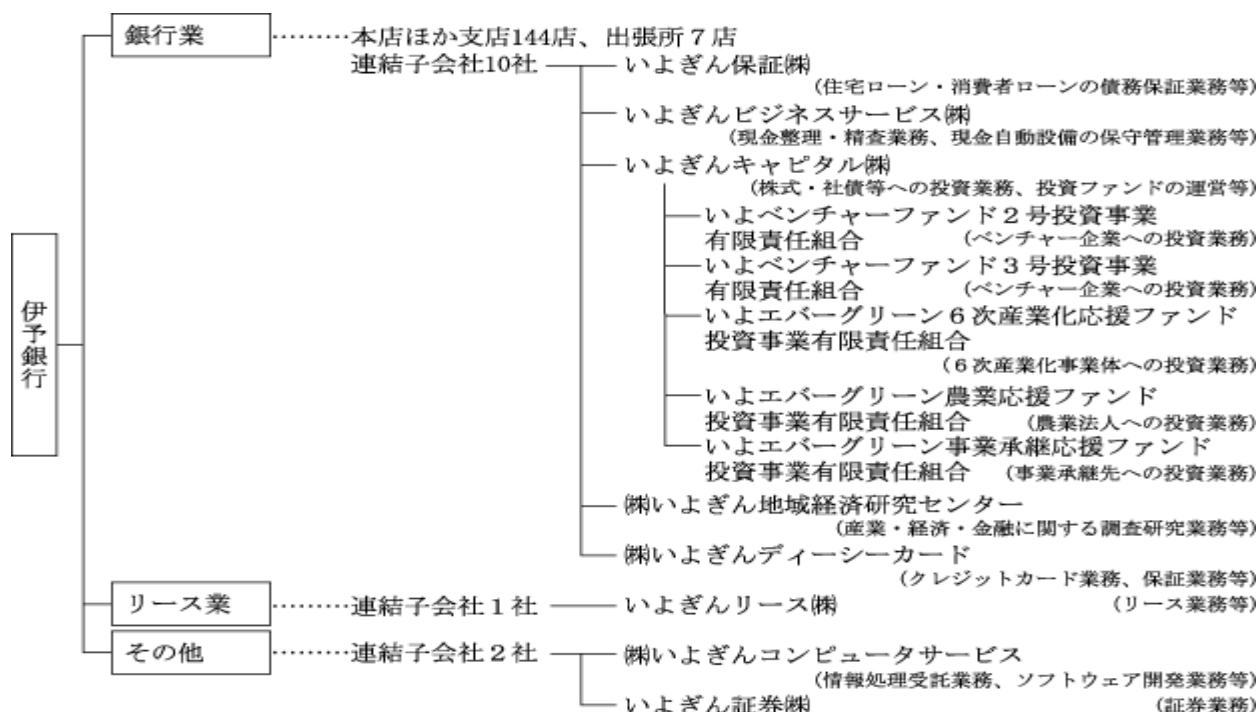 銀行業
本店ほか支店144店、出張所7店
連結子会社10社
いよぎん保証㈱
(住宅ローン・消費者ローンの債務保証業務等)
いよぎんビジネスサービス㈱
(現金整理・精査業務、現金自動設備の保守管理業務等)
いよぎんキャピタル㈱
(株式・社債等への投資業務、投資ファンドの運営等)
いよベンチャーファンド2号投資事業
有限責任組合 (ベンチャー企業への投資業務)
いよベンチャーファンド3号投資事業
有限責任組合 (ベンチャー企業への投資業務)
いよエバーグリーン6次産業化応援ファンド
投資事業有限責任組合
(6次産業化事業体への投資業務)
いよエバーグリーン農業応援ファンド
投資事業有限責任組合 (農業法人への投資業務)
いよエバーグリーン事業承継応援ファンド
投資事業有限責任組合 (事業承継先への投資業務)
㈱いよぎん地域経済研究センター
(産業・経済・金融に関する調査研究業務等)
㈱いよぎんディーシーカード
(クレジットカード業務、保証業務等)
伊予銀行
リース業
連結子会社1社
いよぎんリース㈱ (リース業務等)
その他
連結子会社2社
㈱いよぎんコンピュータサービス
(情報処理受託業務、ソフトウェア開発業務等)
いよぎん証券㈱ (証券業務)